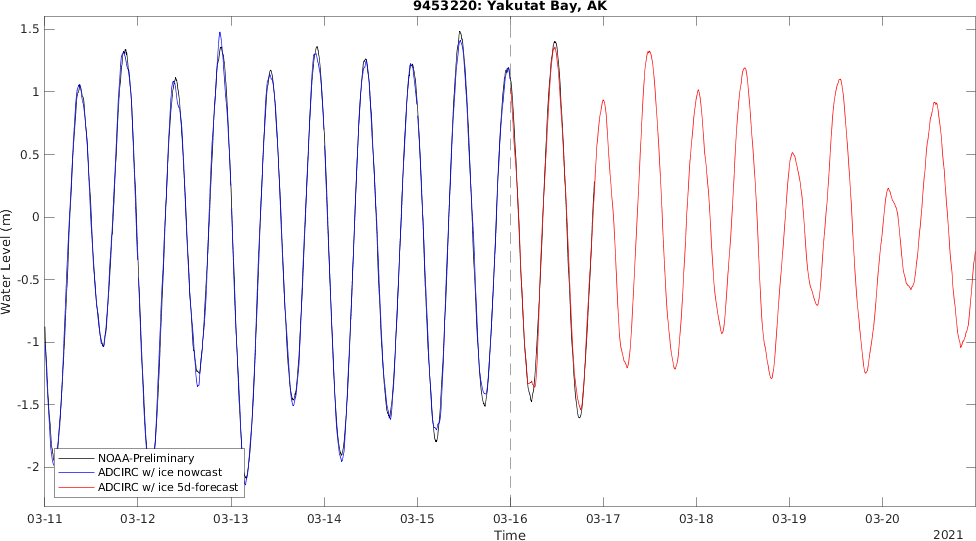 9453220: Yakutat Bay, AK
Water Level (m)
1.5
1
0.5
0
-0.5
-1
-1.5
-2
NOAA-Preliminary
ADCIRC w/ ice nowcast
ADCIRC w/ ice 5d-forecast
03-11 03-12 03-13 03-14 03-15 03-16 03-17 03-18 03-19 03-20
Time
2021